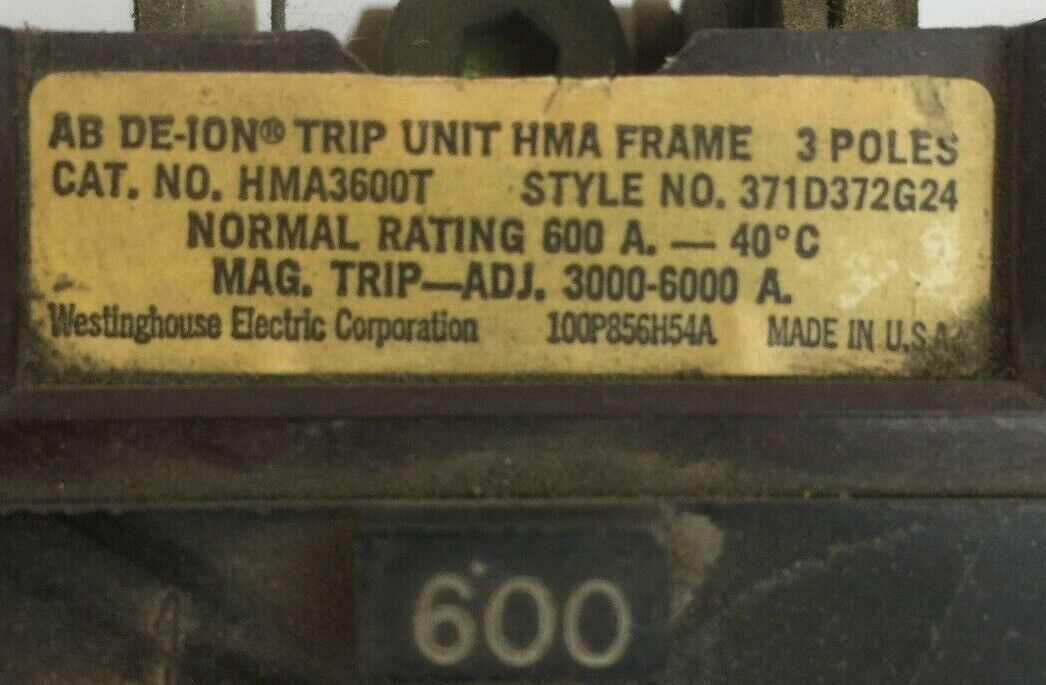 AB DE-ION® TRIP UNIT HMA FRAME 3 POLES
CAT. NO. HMA3600T STYLE NO. 371D372G24
NORMAL RATING 600 A. — 40°C
MAG. TRIP—ADJ. 3000-6000 A.
Westinghouse Electric Corporation 100P856H54A MADE IN U.S.A.
600